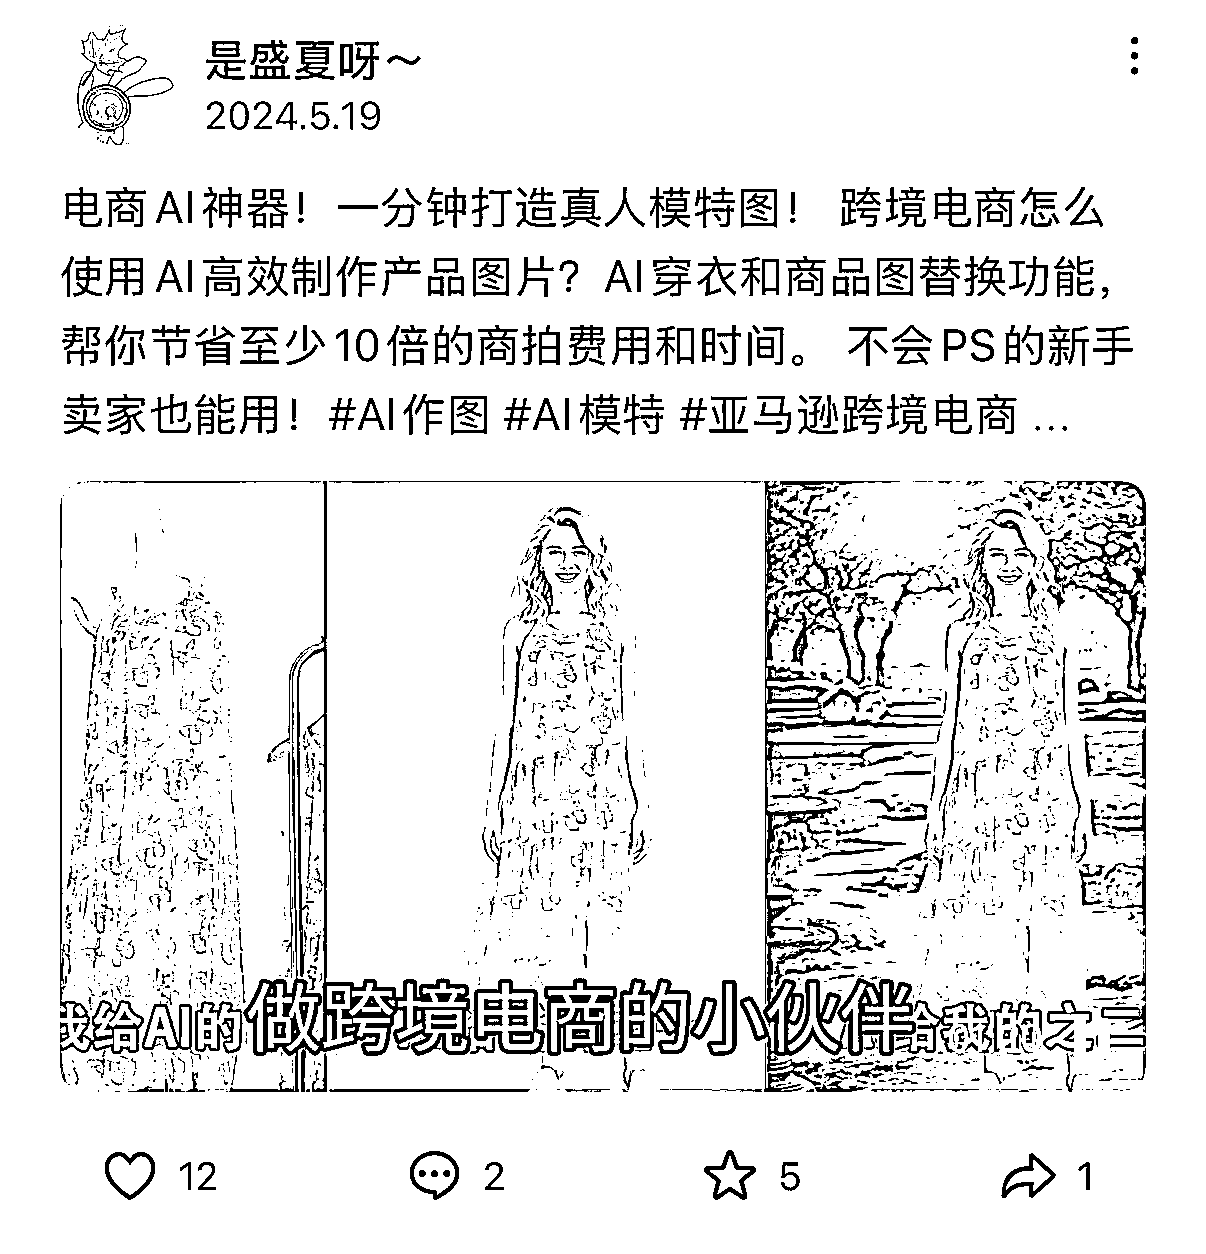 是盛夏呀～
2024.5.19
电商AI神器！一分钟打造真人模特图！ 跨境电商怎么
使用AI高效制作产品图片？AI穿衣和商品图替换功能，
帮你节省至少10倍的商拍费用和时间。 不会PS的新手
卖家也能用！#AI作图 #AI模特 #亚马逊跨境电商 ...
我给AI的
做跨境电商的小伙伴
给我的之二
12
2
5
1